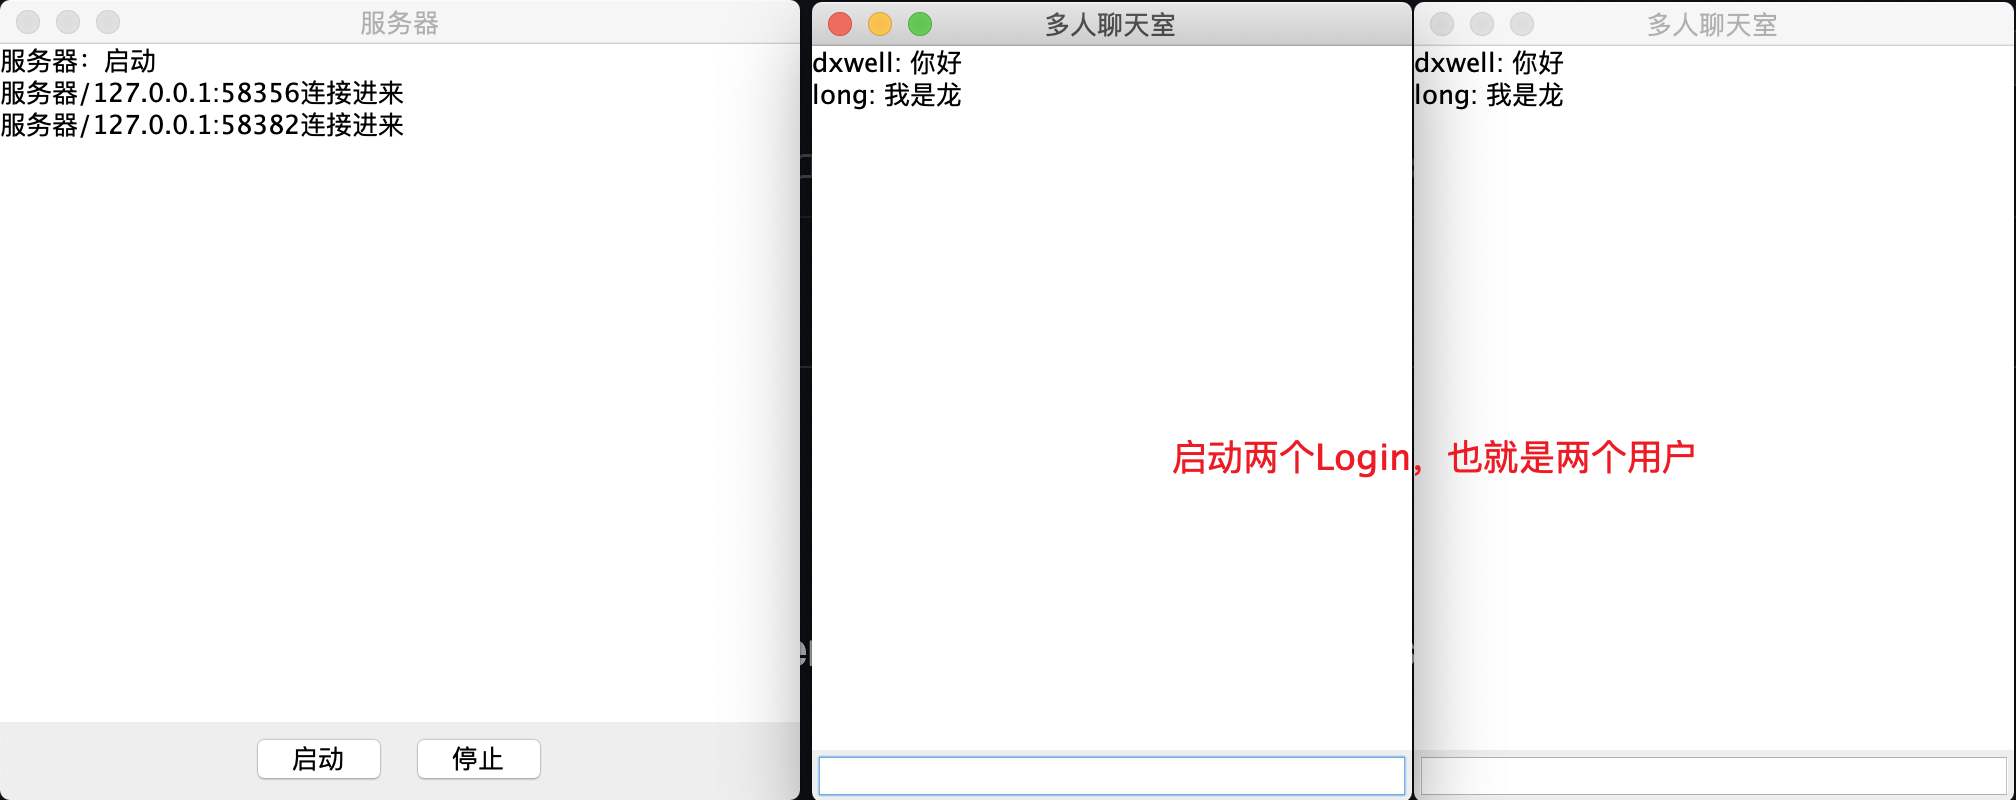 服务器
服务器：启动
服务器/127.0.0.1:58356连接进来
服务器/127.0.0.1:58382连接进来
启动
停止
多人聊天室
dxwell: 你好
long: 我是龙
多人聊天室
dxwell: 你好
long: 我是龙
启动两个Login，也就是两个用户